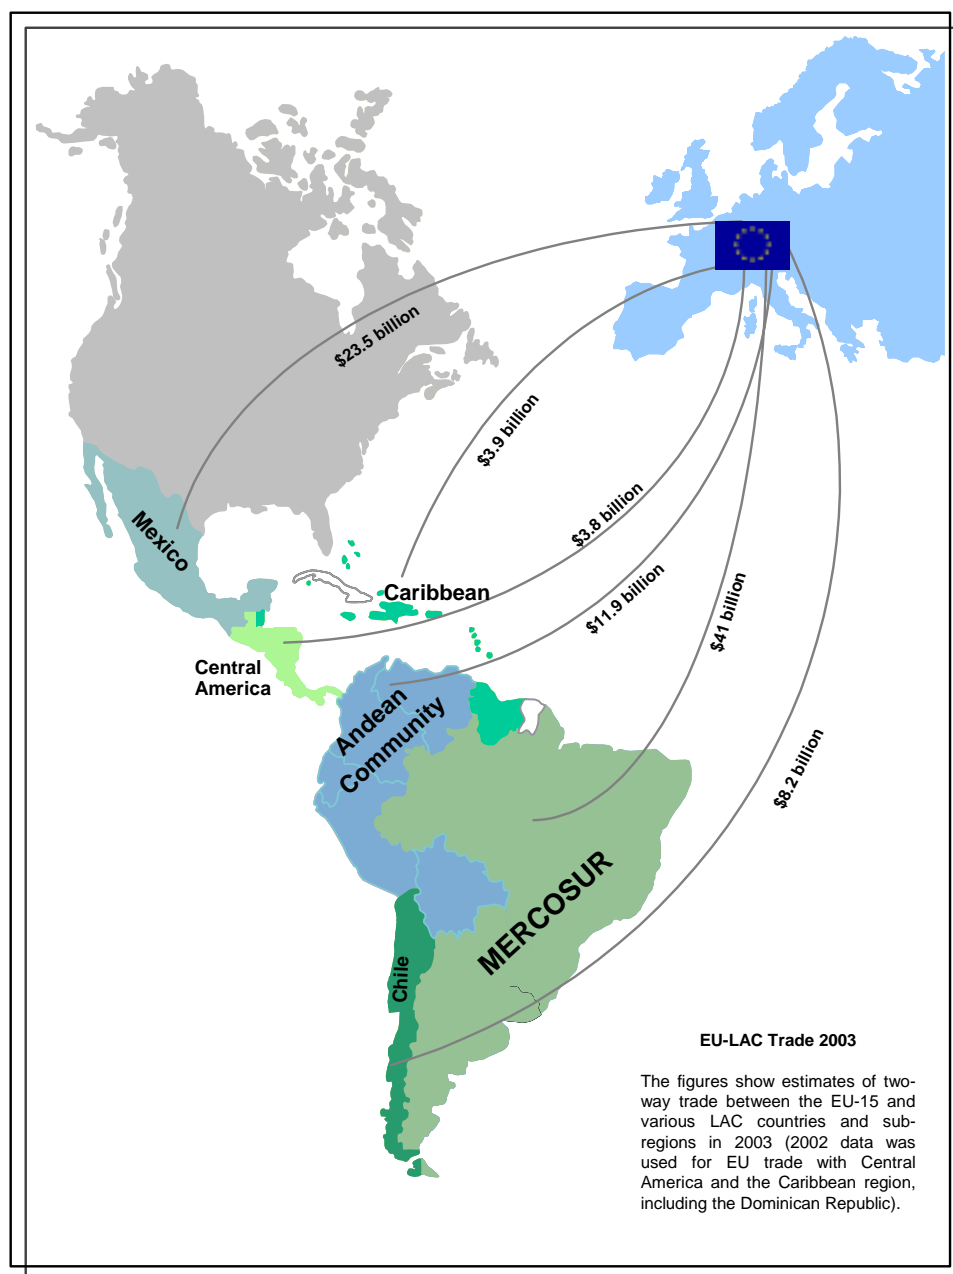 $23.5 billion
$3.9 billion
$3.8 billion
$11.9 billion
$41 billion
$8.2 billion
Mexico
Caribbean
Central
America
Andean
Community
MERCOSUR
Chile
EU-LAC Trade 2003
The figures show estimates of two-
way trade between the EU-15 and
various LAC countries and sub-
regions in 2003 (2002 data was
used for EU trade with Central
America and the Caribbean region,
including the Dominican Republic).